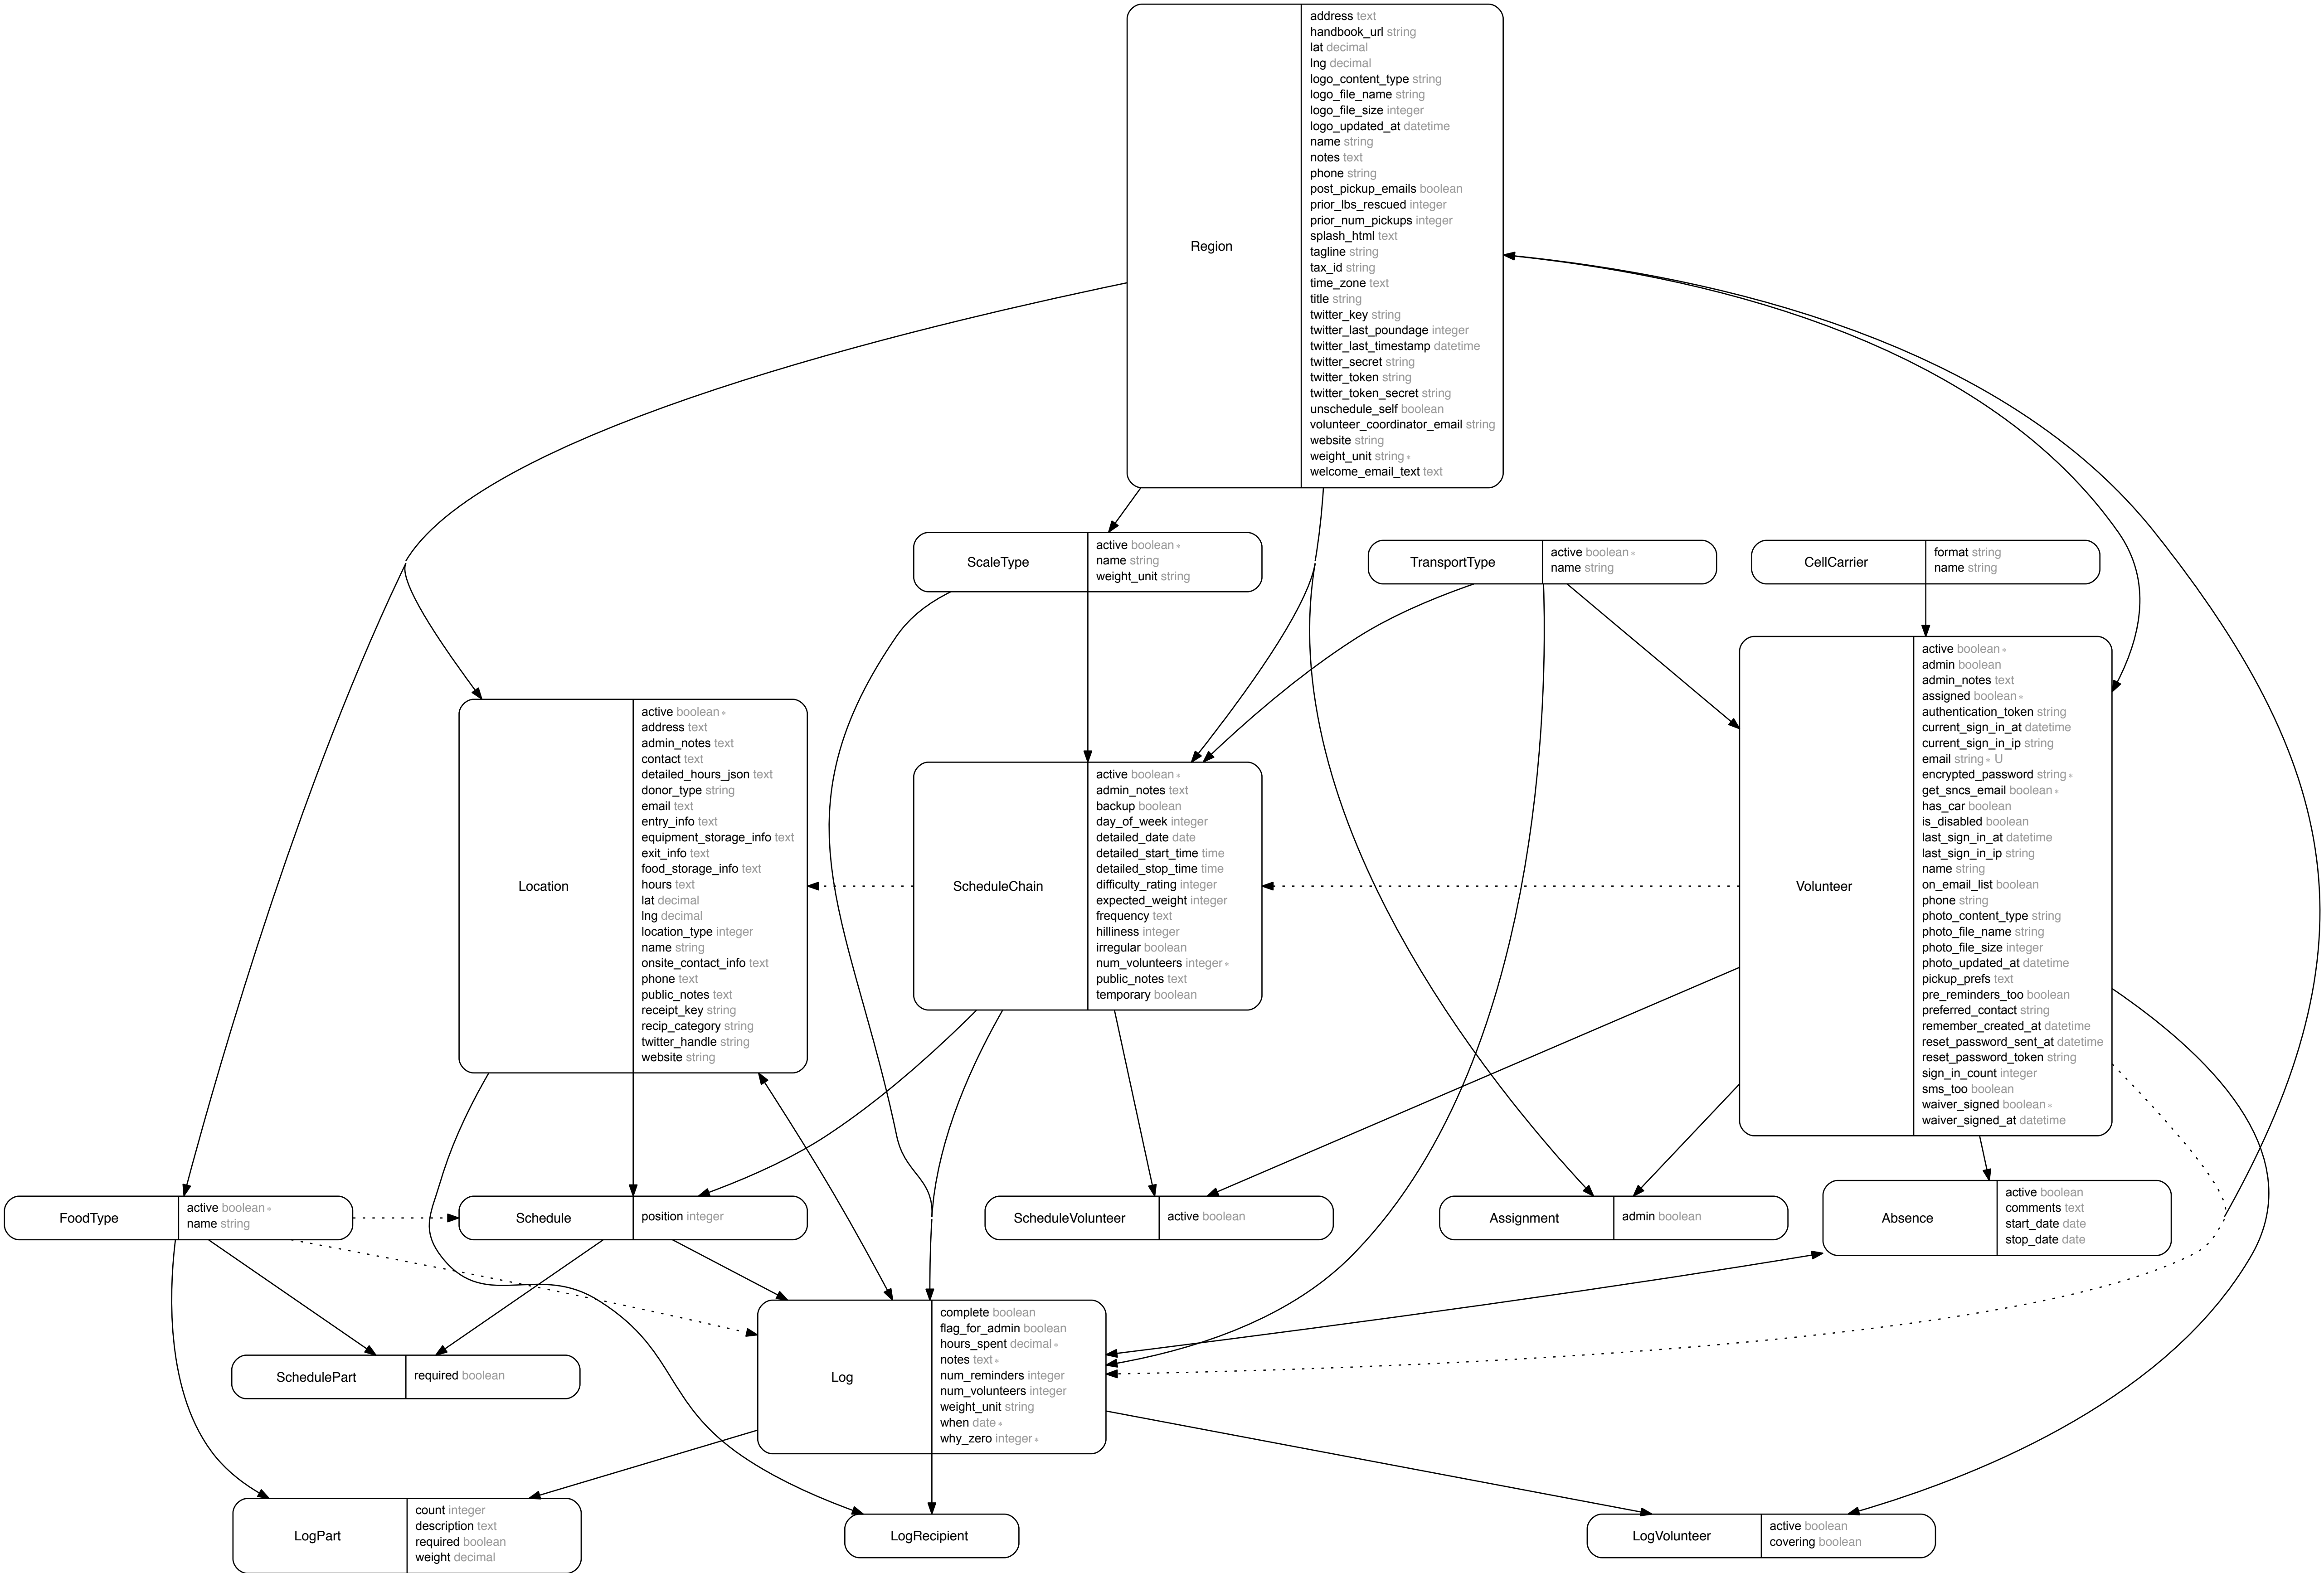 Region
address text
handbook_url string
lat decimal
lng decimal
logo_content_type string
logo_file_name string
logo_file_size integer
logo_updated_at datetime
name string
notes text
phone string
post_pickup_emails boolean
prior_lbs_rescued integer
prior_num_pickups integer
splash_html text
tagline string
tax_id string
time_zone text
title string
twitter_key string
twitter_last_poundage integer
twitter_last_timestamp datetime
twitter_secret string
twitter_token string
twitter_token_secret string
unschedule_self boolean
volunteer_coordinator_email string
website string
weight_unit string *
welcome_email_text text
ScaleType
active boolean *
name string
weight_unit string
TransportType
active boolean *
name string
CellCarrier
format string
name string
Location
active boolean *
address text
admin_notes text
contact text
detailed_hours_json text
donor_type string
email text
entry_info text
equipment_storage_info text
exit_info text
food_storage_info text
hours text
lat decimal
lng decimal
location_type integer
name string
onsite_contact_info text
phone text
public_notes text
receipt_key string
recip_category string
twitter_handle string
website string
ScheduleChain
active boolean *
admin_notes text
backup boolean
day_of_week integer
detailed_date date
detailed_start_time time
detailed_stop_time time
difficulty_rating integer
expected_weight integer
frequency text
hilliness integer
irregular boolean
num_volunteers integer *
public_notes text
temporary boolean
Volunteer
active boolean *
admin boolean
admin_notes text
assigned boolean *
authentication_token string
current_sign_in_at datetime
current_sign_in_ip string
email string * U
encrypted_password string *
get_sncs_email boolean *
has_car boolean
is_disabled boolean
last_sign_in_at datetime
last_sign_in_ip string
name string
on_email_list boolean
phone string
photo_content_type string
photo_file_name string
photo_file_size integer
photo_updated_at datetime
pickup_prefs text
pre_reminders_too boolean
preferred_contact string
remember_created_at datetime
reset_password_sent_at datetime
reset_password_token string
sign_in_count integer
sms_too boolean
waiver_signed boolean *
waiver_signed_at datetime
FoodType
active boolean *
name string
Schedule
position integer
ScheduleVolunteer
active boolean
Assignment
admin boolean
Absence
active boolean
comments text
start_date date
stop_date date
SchedulePart
required boolean
Log
complete boolean
flag_for_admin boolean
hours_spent decimal *
notes text *
num_reminders integer
num_volunteers integer
weight_unit string
when date *
why_zero integer *
LogPart
count integer
description text
required boolean
weight decimal
LogRecipient
LogVolunteer
active boolean
covering boolean